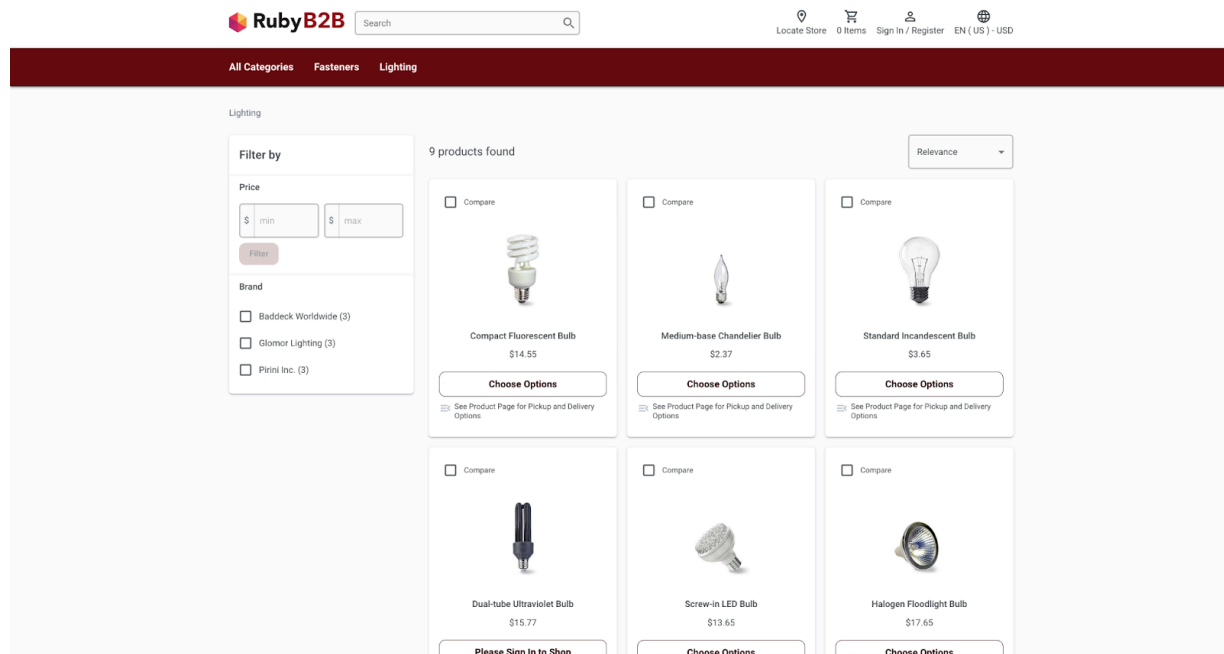 RubyB2B
Search
Locate Store
0 Items
Sign In / Register
EN ( US ) - USD
All Categories
Fasteners
Lighting
Lighting
Filter by
Price
$ min
$ max
Filter
Brand
Baddeck Worldwide (3)
Glomor Lighting (3)
Pirini Inc. (3)
9 products found
Relevance
Compare
Compact Fluorescent Bulb
$14.55
Choose Options
See Product Page for Pickup and Delivery
Options
Compare
Medium-base Chandelier Bulb
$2.37
Choose Options
See Product Page for Pickup and Delivery
Options
Compare
Standard Incandescent Bulb
$3.65
Choose Options
See Product Page for Pickup and Delivery
Options
Compare
Dual-tube Ultraviolet Bulb
$15.77
Please Sign In to Shop
Compare
Screw-in LED Bulb
$13.65
Choose Options
Compare
Halogen Floodlight Bulb
$17.65
Choose Options